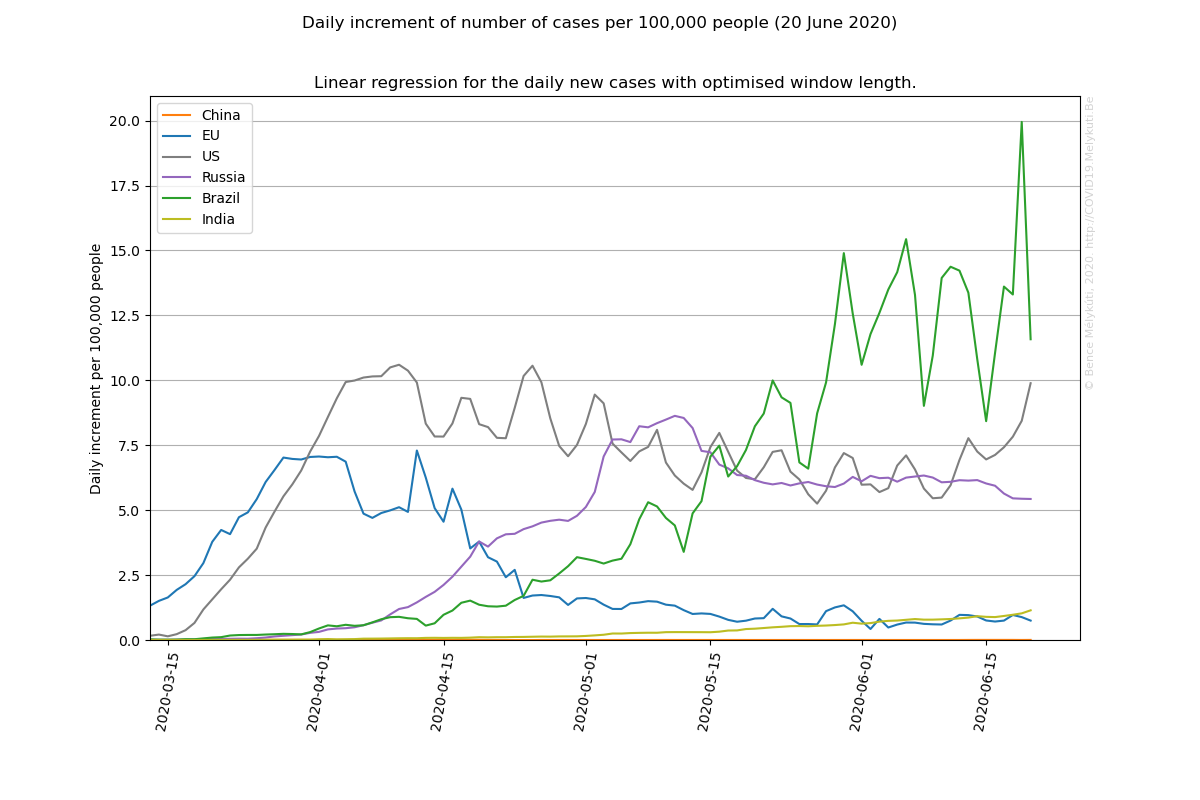 Daily increment of number of cases per 100,000 people (20 June 2020)
Linear regression for the daily new cases with optimised window length.
China
EU
US
Russia
Brazil
India
Daily increment per 100,000 people
20.0
17.5
15.0
12.5
10.0
7.5
5.0
2.5
0.0
2020-03-15
2020-04-01
2020-04-15
2020-05-01
2020-05-15
2020-06-01
2020-06-15
© Bence Mélykúti, 2020. http://COVID19.Melykuti.Be